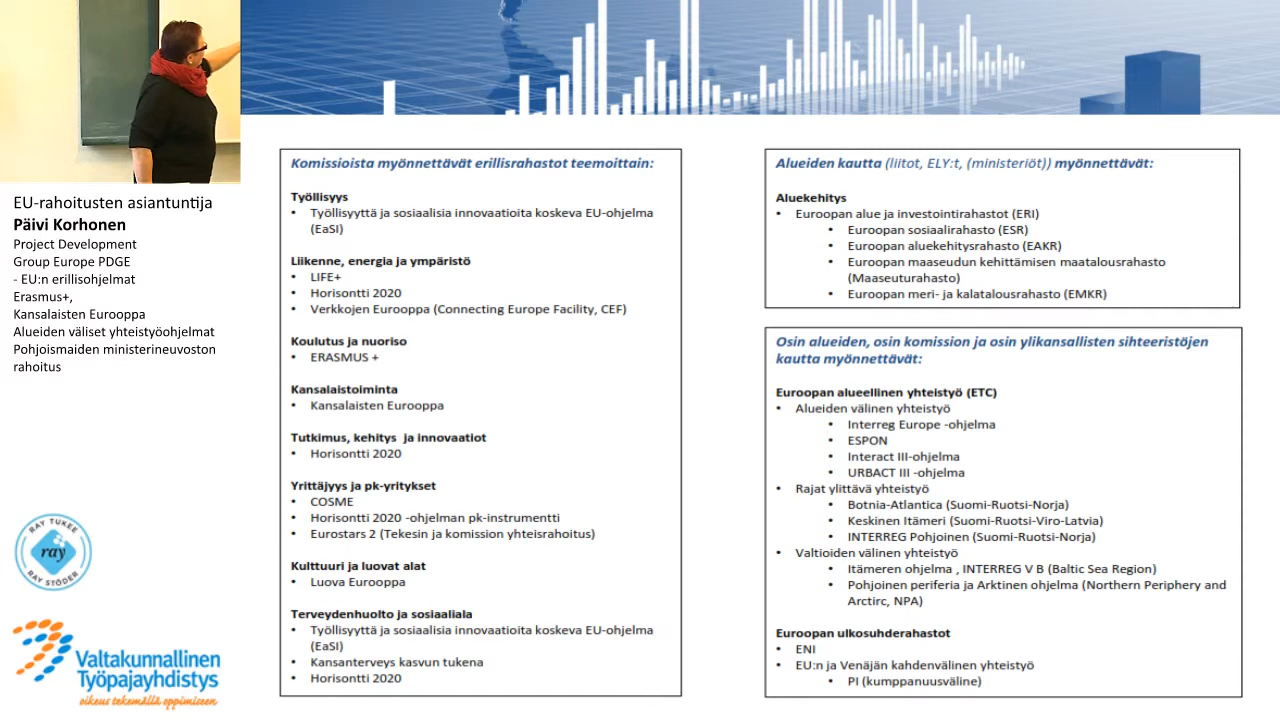 EU-rahoitusten asiantuntija
Päivi Korhonen
Project Development
Group Europe PDGE
- EU:n erillisohjelmat
Erasmus+,
Kansalaisten Eurooppa
Alueiden väliset yhteistyöohjelmat
Pohjoismaiden ministerineuvoston
rahoitus
RAY TUKEE
ray
RAY STÖDER
Valtakunnallinen
Työpajayhdistys
oikeus tekemällä oppimiseen
Komissioista myönnettävät erillisrahastot teemoittain:
Työllisyys
• Työllisyyttä ja sosiaalisia innovaatioita koskeva EU-ohjelma
(EaSI)
Liikenne, energia ja ympäristö
• LIFE+
• Horisontti 2020
• Verkkojen Eurooppa (Connecting Europe Facility, CEF)
Koulutus ja nuoriso
• ERASMUS +
Kansalaistoiminta
• Kansalaisten Eurooppa
Tutkimus, kehitys ja innovaatiot
• Horisontti 2020
Yrittäjyys ja pk-yritykset
• COSME
• Horisontti 2020 -ohjelman pk-instrumentti
• Eurostars 2 (Tekesin ja komission yhteisrahoitus)
Kulttuuri ja luovat alat
• Luova Eurooppa
Terveydenhuolto ja sosiaaliala
• Työllisyyttä ja sosiaalisia innovaatioita koskeva EU-ohjelma
(EaSI)
• Kansanterveys kasvun tukena
• Horisontti 2020
Alueiden kautta (liitot, ELY:t, (ministeriöt)) myönnettävät:
Aluekehitys
• Euroopan alue ja investointirahastot (ERI)
• Euroopan sosiaalirahasto (ESR)
• Euroopan aluekehitysrahasto (EAKR)
• Euroopan maaseudun kehittämisen maatalousrahasto
(Maaseuturahasto)
• Euroopan meri- ja kalatalousrahasto (EMKR)
Osin alueiden, osin komission ja osin ylikansallisten sihteeristöjen
kautta myönnettävät:
Euroopan alueellinen yhteistyö (ETC)
• Alueiden välinen yhteistyö
• Interreg Europe -ohjelma
• ESPON
• Interact III-ohjelma
• URBACT III -ohjelma
• Rajat ylittävä yhteistyö
• Botnia-Atlantica (Suomi-Ruotsi-Norja)
• Keskinen Itämeri (Suomi-Ruotsi-Viro-Latvia)
• INTERREG Pohjoinen (Suomi-Ruotsi-Norja)
• Valtioiden välinen yhteistyö
• Itämeren ohjelma , INTERREG V B (Baltic Sea Region)
• Pohjoinen periferia ja Arktinen ohjelma (Northern Periphery and
Arctirc, NPA)
Euroopan ulkosuhderahastot
• ENI
• EU:n ja Venäjän kahdenvälinen yhteistyö
• PI (kumppanuusväline)